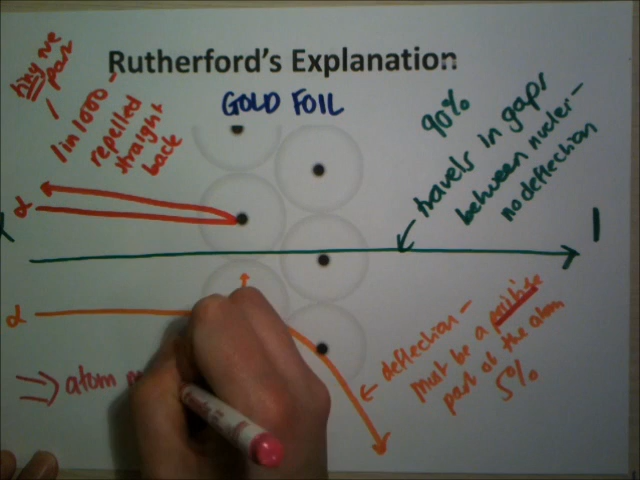 Rutherford's Explanation
GOLD FOIL
tiny +ve
part
1 in 1000 -
repelled
straight
back
90%
travels in gaps
between nuclei -
no deflection
α
α
deflection -
Must be a positive
part of the atom
5%
=> atom